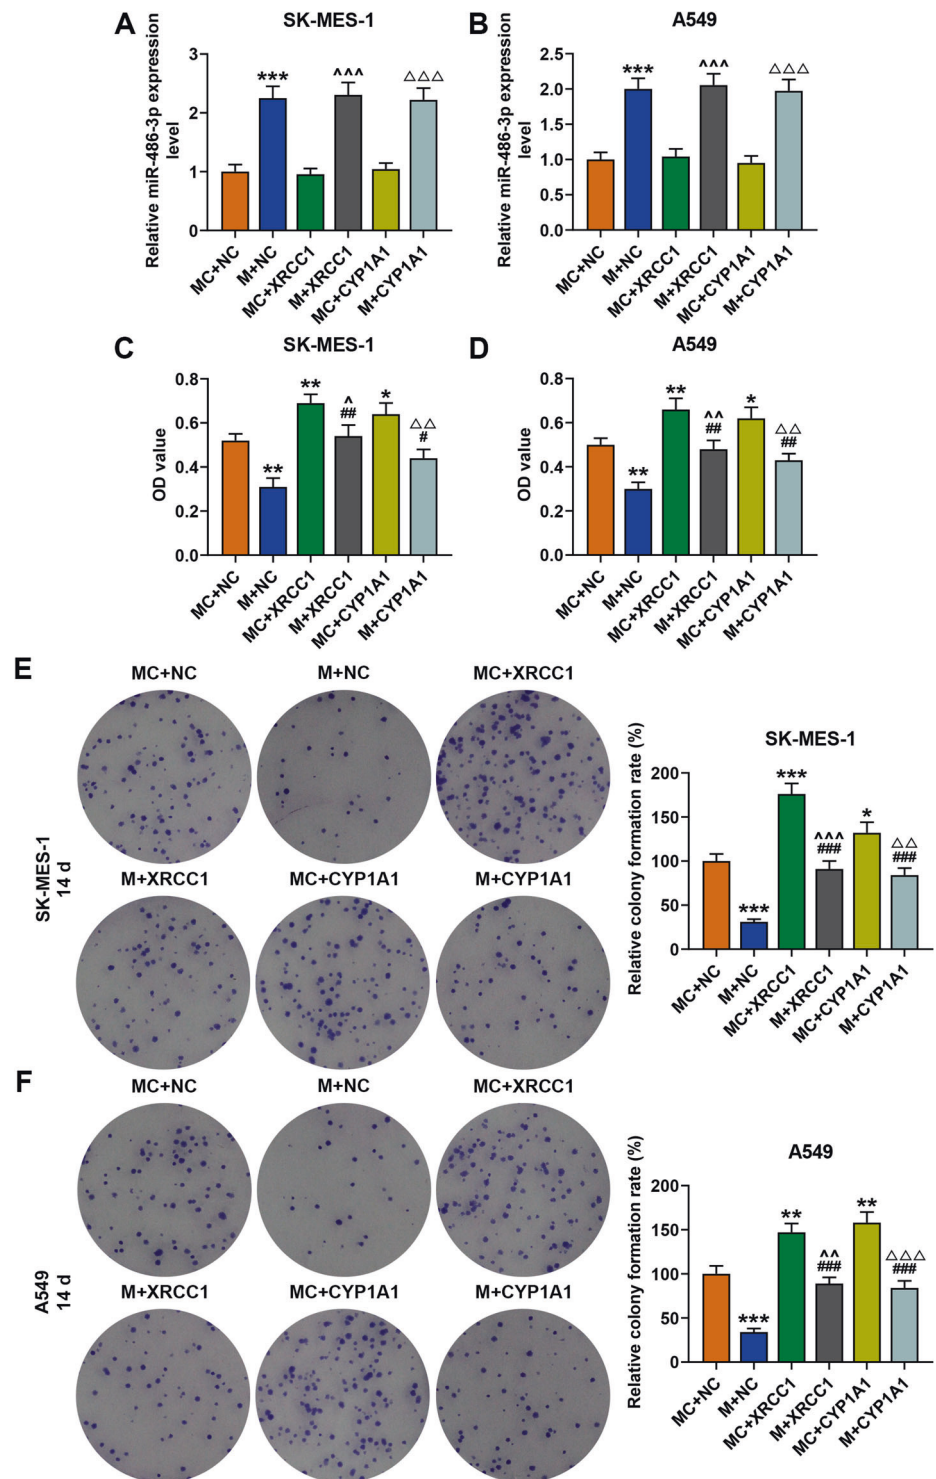 A
SK-MES-1
Relative miR-486-3p expression
level
3
2
1
0
***
^^^
△△△
MC+NC
M+NC
MC+XRCC1
M+XRCC1
MC+CYP1A1
M+CYP1A1
B
A549
Relative miR-486-3p expression
level
2.5
2.0
1.5
1.0
0.5
0.0
***
^^^
△△△
MC+NC
M+NC
MC+XRCC1
M+XRCC1
MC+CYP1A1
M+CYP1A1
C
SK-MES-1
OD value
0.8
0.6
0.4
0.2
0.0
**
**
^
##
*
△△
#
MC+NC
M+NC
MC+XRCC1
M+XRCC1
MC+CYP1A1
M+CYP1A1
D
A549
OD value
0.8
0.6
0.4
0.2
0.0
**
**
^^
##
*
△△
##
MC+NC
M+NC
MC+XRCC1
M+XRCC1
MC+CYP1A1
M+CYP1A1
E
SK-MES-1
14 d
MC+NC
M+NC
MC+XRCC1
M+XRCC1
MC+CYP1A1
M+CYP1A1
SK-MES-1
Relative colony formation rate (%)
200
150
100
50
0
***
***
^^^
###
*
△△
###
MC+NC
M+NC
MC+XRCC1
M+XRCC1
MC+CYP1A1
M+CYP1A1
F
A549
14 d
MC+NC
M+NC
MC+XRCC1
M+XRCC1
MC+CYP1A1
M+CYP1A1
A549
Relative colony formation rate (%)
200
150
100
50
0
***
**
^^
###
**
△△△
###
MC+NC
M+NC
MC+XRCC1
M+XRCC1
MC+CYP1A1
M+CYP1A1